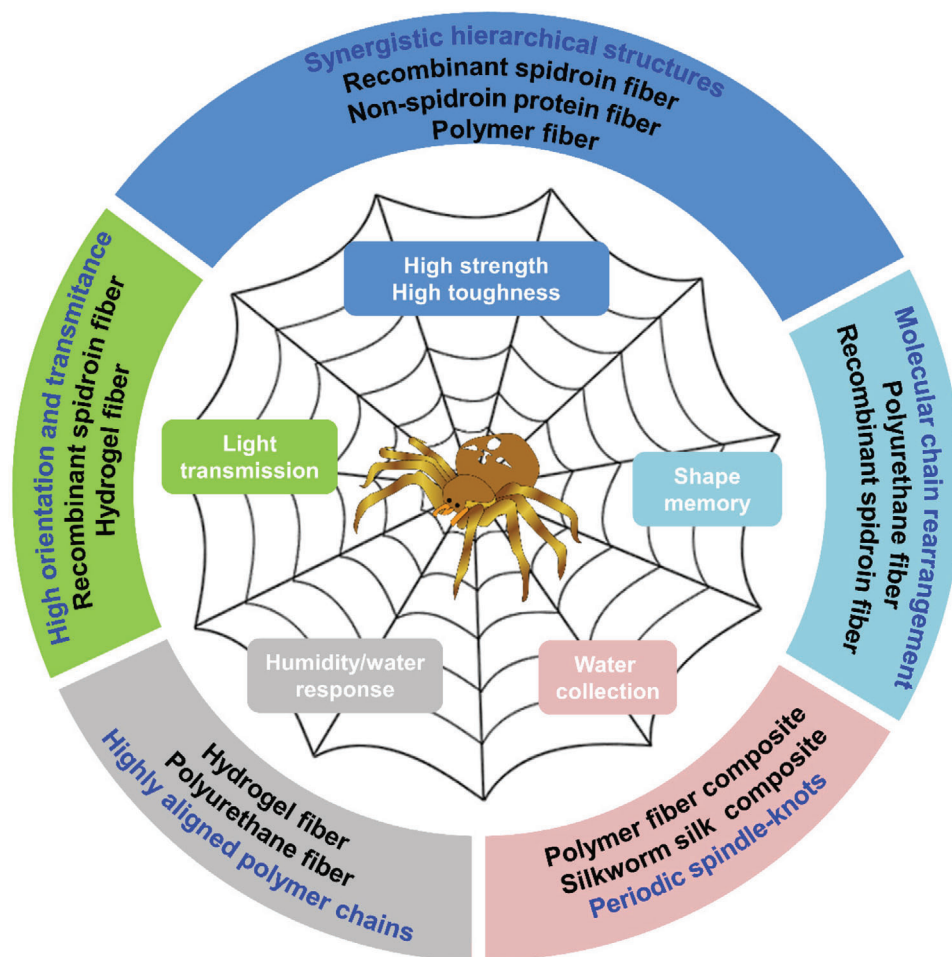 Synergistic hierarchical structures
Recombinant spidroin fiber
Non-spidroin protein fiber
Polymer fiber
High strength
High toughness
High orientation and transmitance
Recombinant spidroin fiber
Hydrogel fiber
Light
transmission
Molecular chain rearrangement
Polyurethane fiber
Recombinant spidroin fiber
Shape
memory
Humidity/water
response
Water
collection
Hydrogel fiber
Polyurethane fiber
Highly aligned polymer chains
Polymer fiber composite
Silkworm silk composite
Periodic spindle-knots